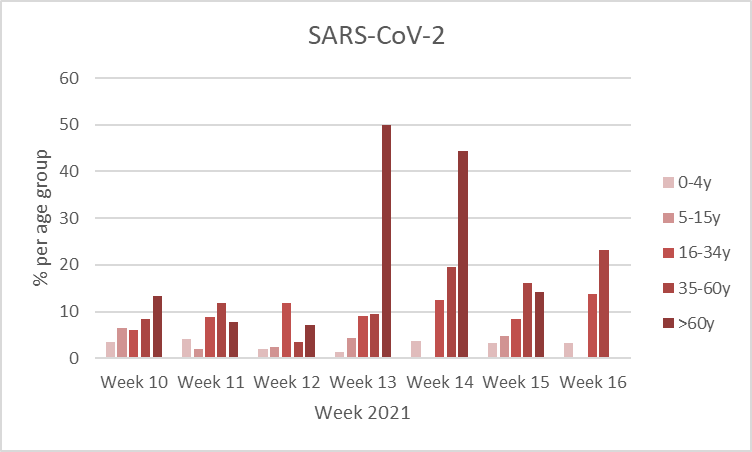 SARS-CoV-2
% per age group
60
50
40
30
20
10
0
Week 10 Week 11 Week 12 Week 13 Week 14 Week 15 Week 16
Week 2021
0-4y
5-15y
16-34y
35-60y
>60y